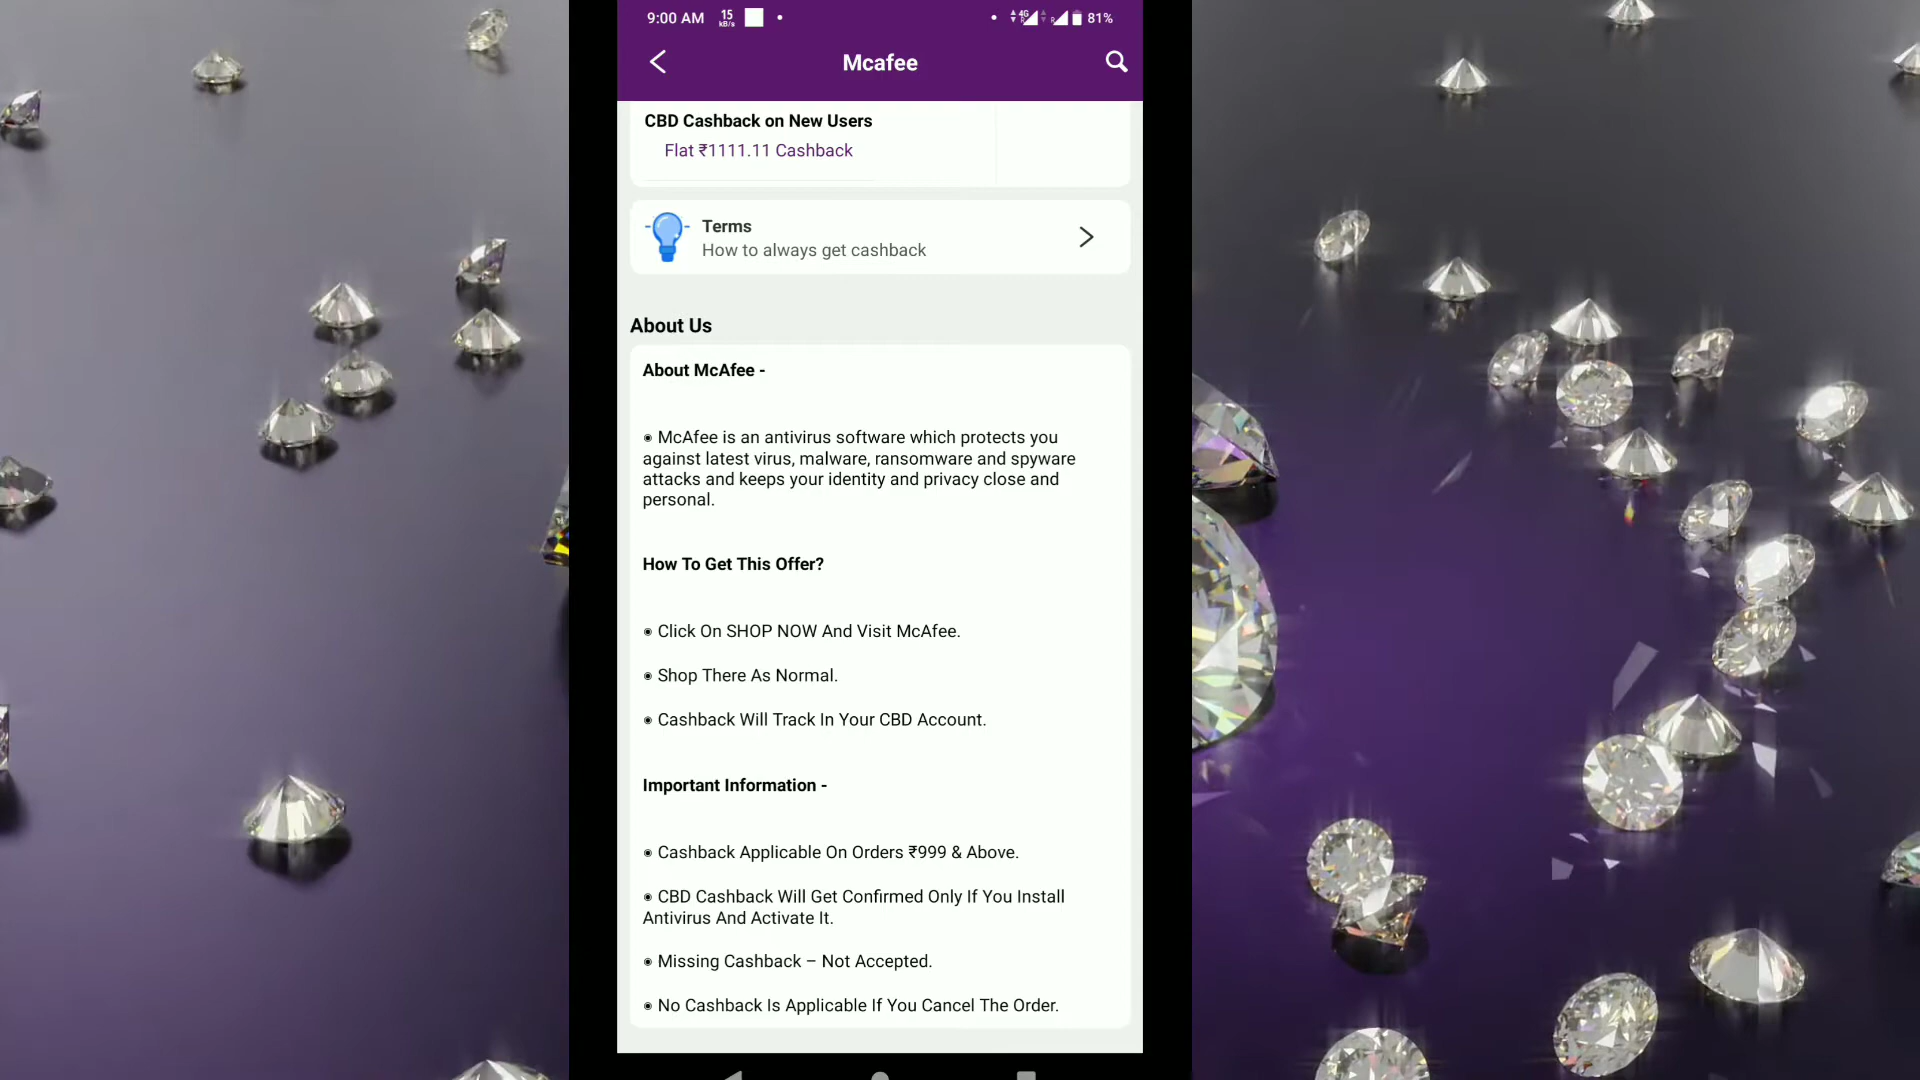 9:00 AM 15 kB/s 4G R 81%
Mcafee
CBD Cashback on New Users
Flat ₹1111.11 Cashback
Terms
How to always get cashback
About Us
About McAfee -
◉ McAfee is an antivirus software which protects you
against latest virus, malware, ransomware and spyware
attacks and keeps your identity and privacy close and
personal.
How To Get This Offer?
◉ Click On SHOP NOW And Visit McAfee.
◉ Shop There As Normal.
◉ Cashback Will Track In Your CBD Account.
Important Information -
◉ Cashback Applicable On Orders ₹999 & Above.
◉ CBD Cashback Will Get Confirmed Only If You Install
Antivirus And Activate It.
◉ Missing Cashback – Not Accepted.
◉ No Cashback Is Applicable If You Cancel The Order.